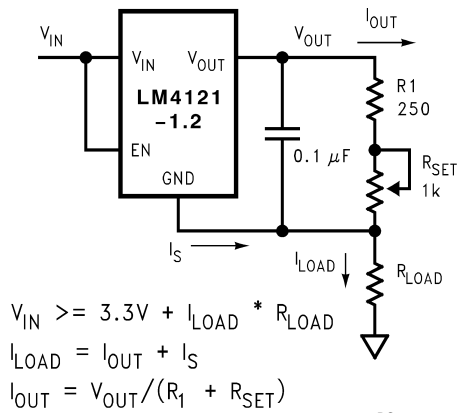 V_IN
V_IN
V_OUT
V_OUT
I_OUT
LM4121
-1.2
EN
GND
R1
250
0.1 μF
R_SET
1k
I_S
I_LOAD
R_LOAD
V_IN >= 3.3V + I_LOAD * R_LOAD
I_LOAD = I_OUT + I_S
I_OUT = V_OUT/(R_1 + R_SET)